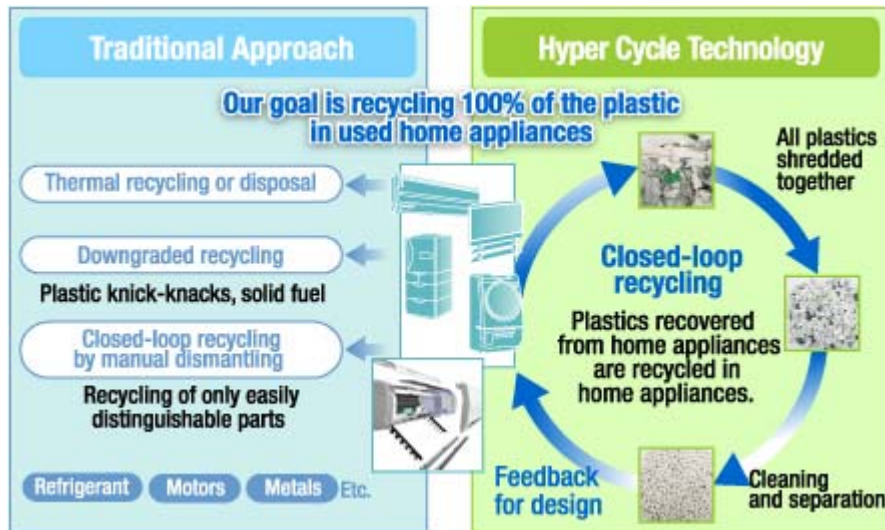 Traditional Approach
Hyper Cycle Technology
Our goal is recycling 100% of the plastic
in used home appliances
Thermal recycling or disposal
Downgraded recycling
Plastic knick-knacks, solid fuel
Closed-loop recycling
by manual dismantling
Recycling of only easily
distinguishable parts
Refrigerant
Motors
Metals
Etc.
All plastics
shredded
together
Closed-loop
recycling
Plastics recovered
from home appliances
are recycled in
home appliances.
Feedback
for design
Cleaning
and separation